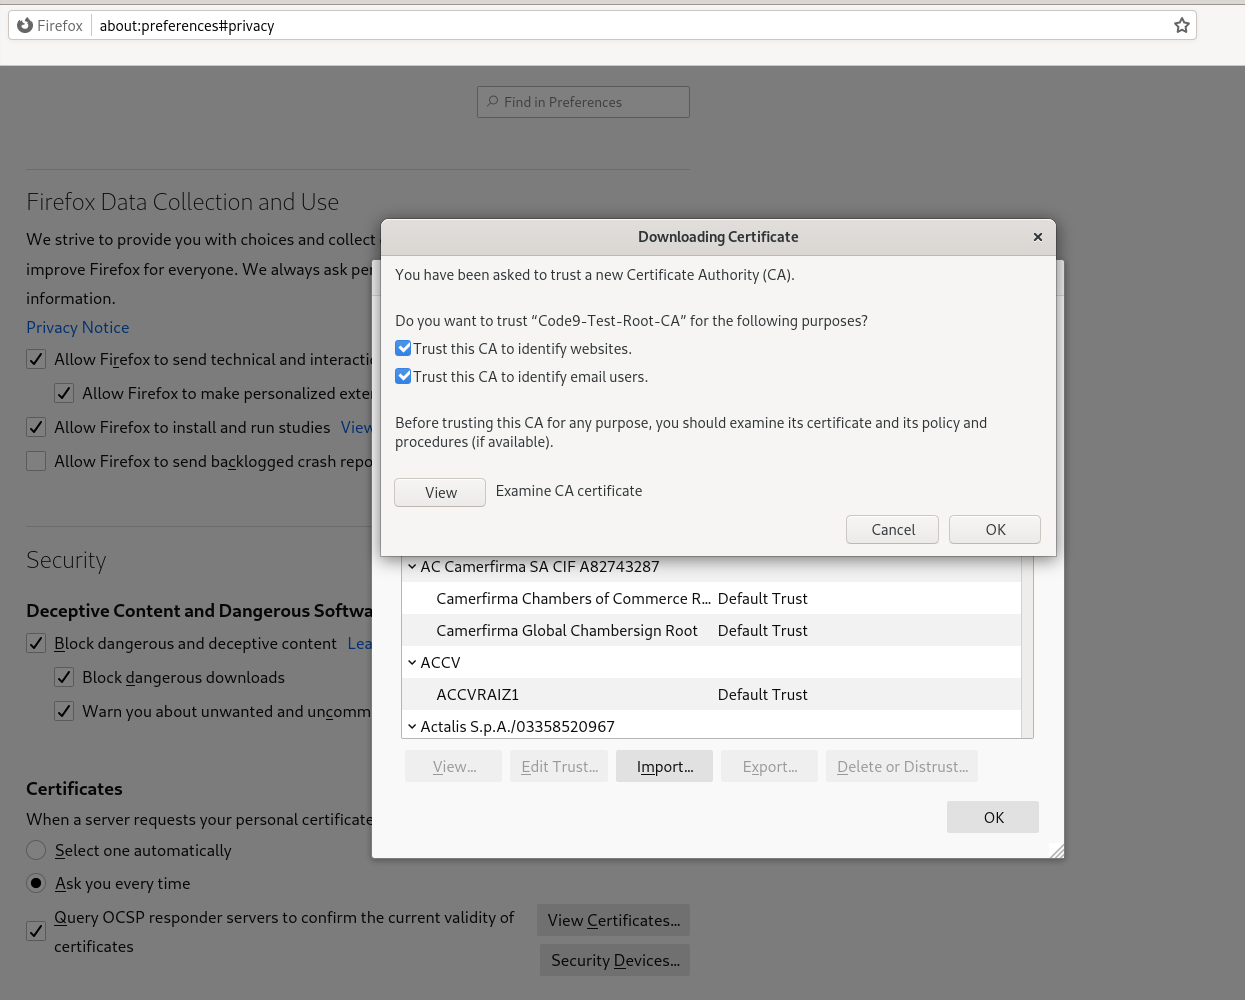 Firefox
about:preferences#privacy
Find in Preferences
Firefox Data Collection and Use
We strive to provide you with choices and collect
improve Firefox for everyone. We always ask
information.
Privacy Notice
Allow Firefox to send technical and
Allow Firefox to make personalized
Allow Firefox to install and run studies View
Allow Firefox to send backlogged crash
Security
Deceptive Content and Dangerous
Block dangerous and deceptive content
Block dangerous downloads
Warn you about unwanted and
Certificates
When a server requests your personal certificate
Select one automatically
Ask you every time
Query OCSP responder servers to confirm the current validity of
certificates
View Certificates...
Security Devices...
Downloading Certificate
You have been asked to trust a new Certificate Authority (CA).
Do you want to trust “Code9-Test-Root-CA” for the following purposes?
Trust this CA to identify websites.
Trust this CA to identify email users.
Before trusting this CA for any purpose, you should examine its certificate and its policy and
procedures (if available).
View Examine CA certificate
Cancel OK
AC Camerfirma SA CIF A82743287
Camerfirma Chambers of Commerce R... Default Trust
Camerfirma Global Chambersign Root Default Trust
ACCV
ACCVRAIZ1 Default Trust
Actalis S.p.A./03358520967
View... Edit Trust... Import... Export... Delete or Distrust...
OK